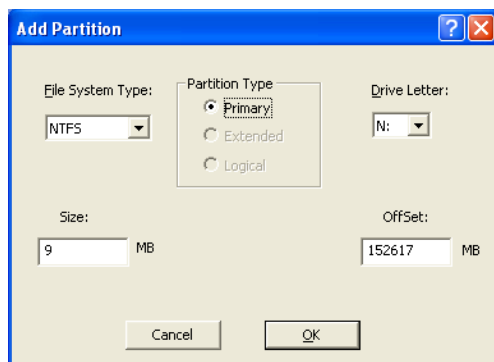 Add Partition
File System Type:
Partition Type
Drive Letter:
NTFS
Primary
N:
Extended
Logical
Size:
OffSet:
9 MB
152617 MB
Cancel
OK